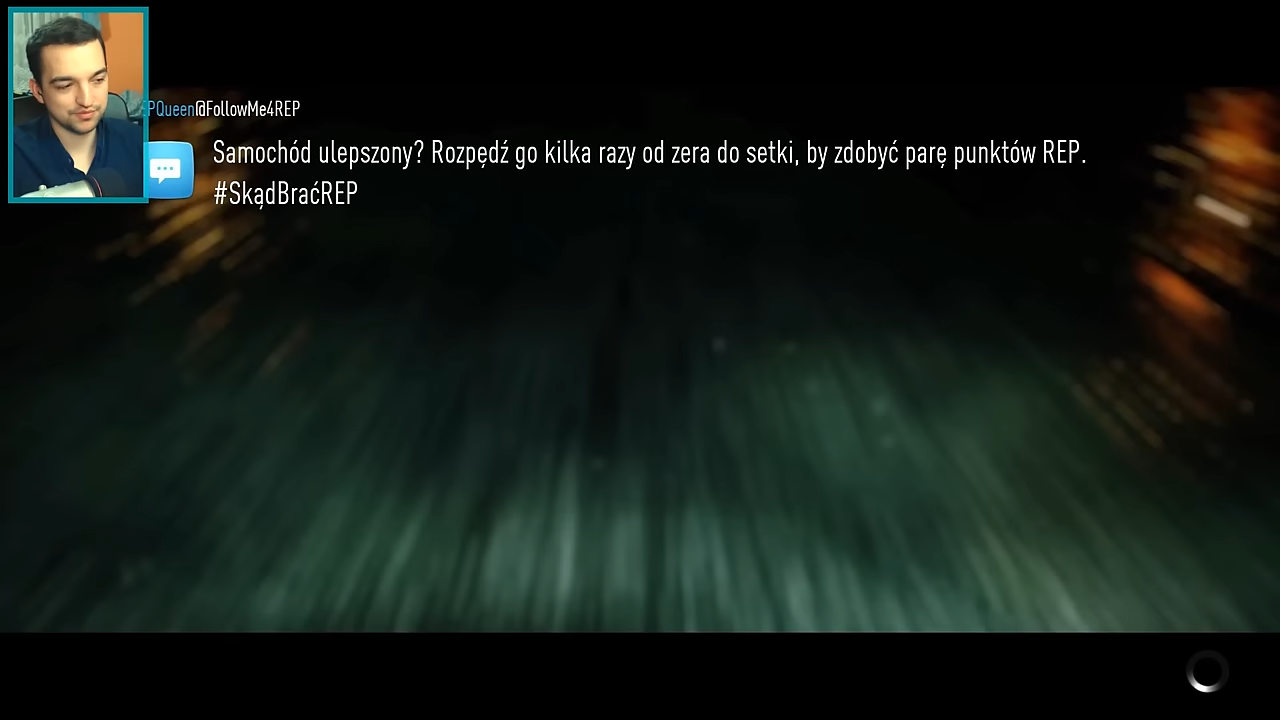 PQueen@FollowMe4REP
Samochód ulepszony? Rozpędź go kilka razy od zera do setki, by zdobyć parę punktów REP.
#SkądBraćREP